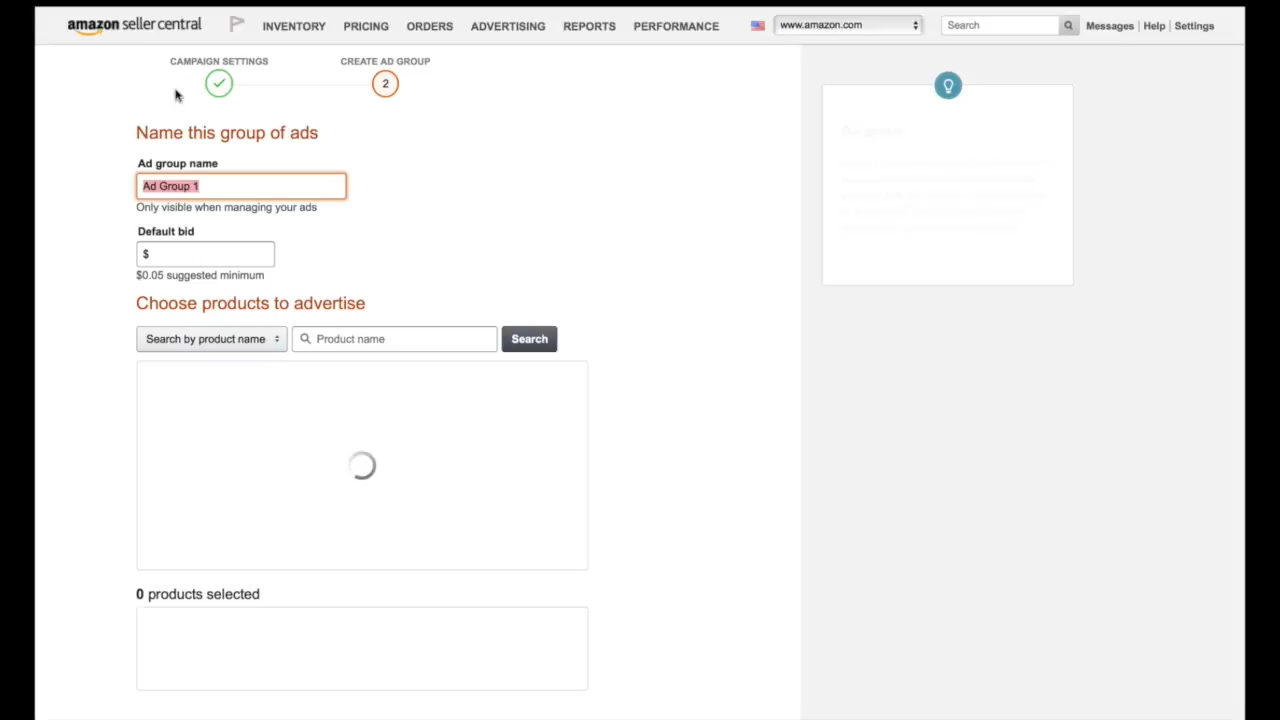 amazon seller central INVENTORY PRICING ORDERS ADVERTISING REPORTS PERFORMANCE www.amazon.com Search Messages | Help | Settings
CAMPAIGN SETTINGS CREATE AD GROUP
2
Name this group of ads
Ad group name
Ad Group 1
Only visible when managing your ads
Default bid
$
$0.05 suggested minimum
Choose products to advertise
Search by product name Product name Search
0 products selected